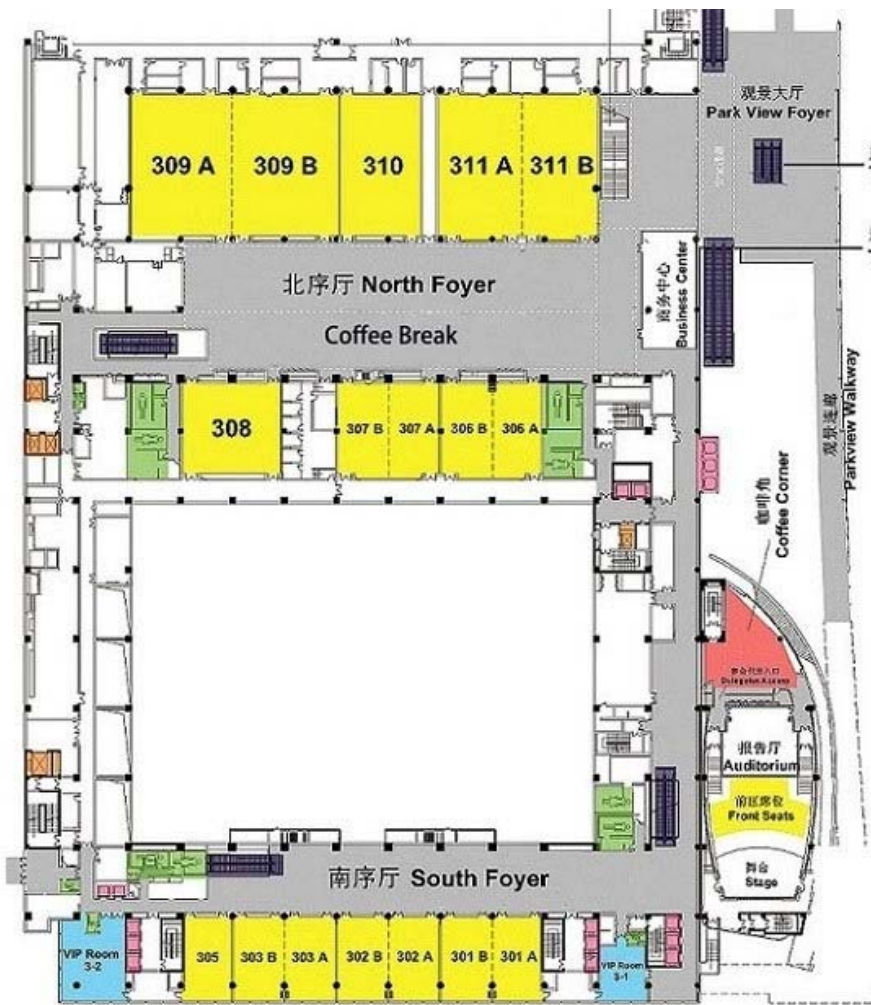 观景大厅
Park View Foyer
309 A
309 B
310
311 A
311 B
北序厅 North Foyer
商务中心
Business Center
Coffee Break
观景连廊
Parkview Walkway
308
307 B
307 A
306 B
306 A
咖啡角
Coffee Corner
报告厅
Auditorium
前区席位
Front Seats
舞台
Stage
南序厅 South Foyer
VIP Room
3-2
305
303 B
303 A
302 B
302 A
301 B
301 A
VIP Room
3-1